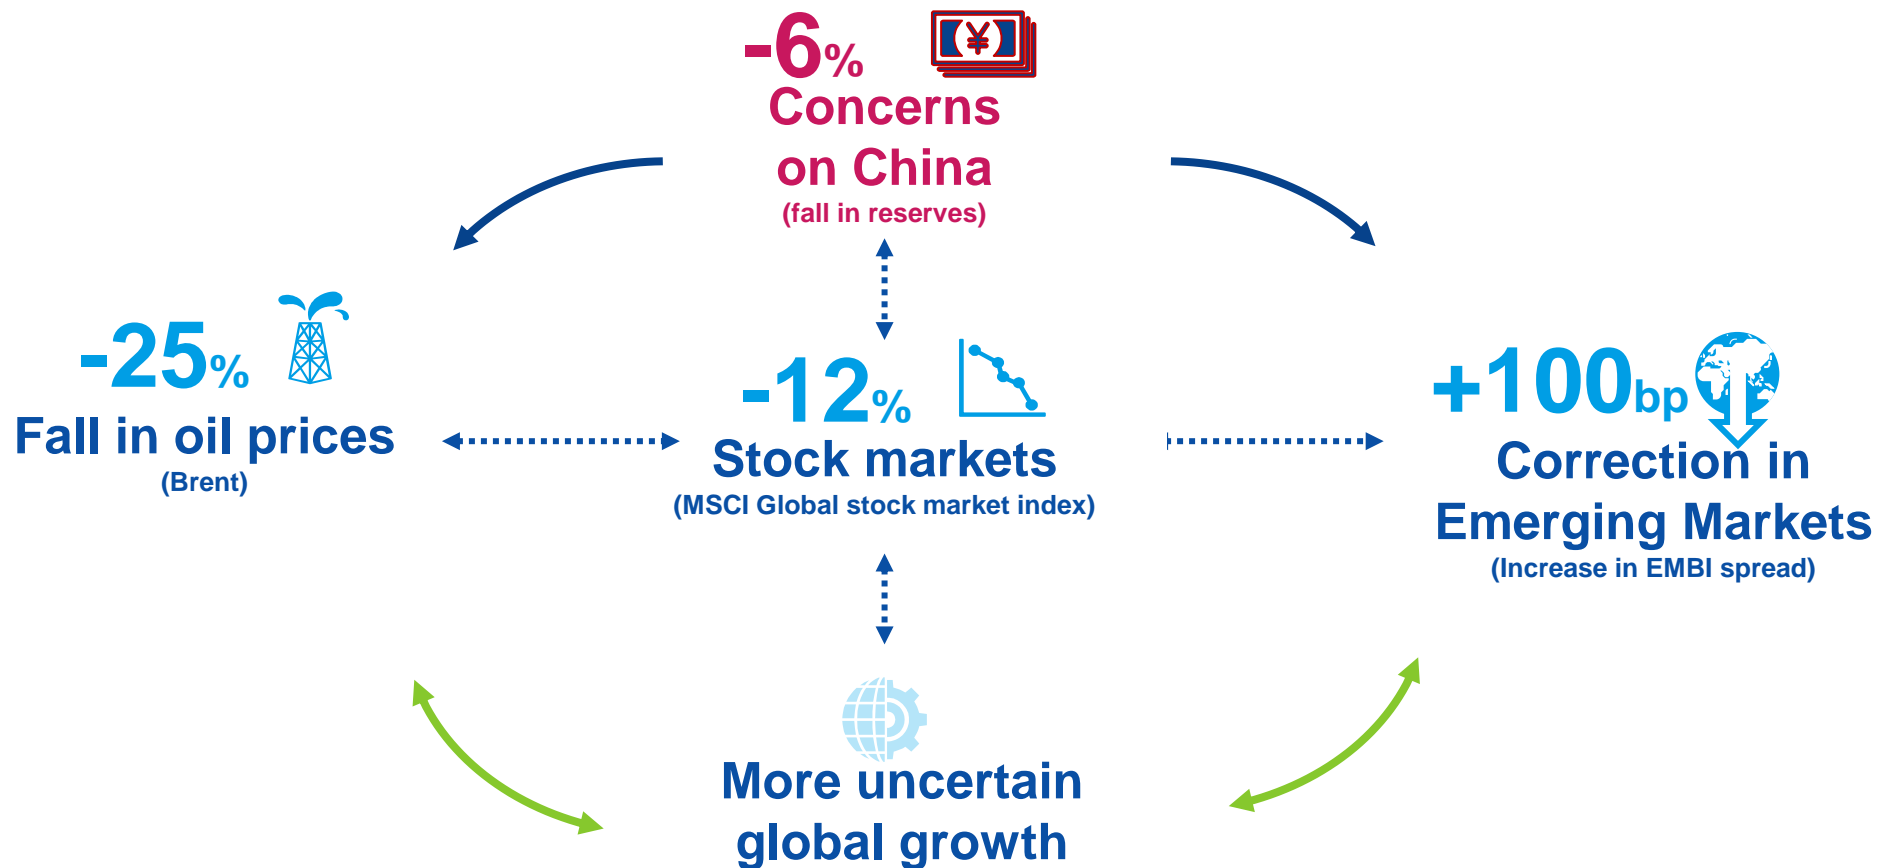 -6%
¥
Concerns
on China
(fall in reserves)
-25%
Fall in oil prices
(Brent)
-12%
Stock markets
(MSCI Global stock market index)
+100bp
Correction in
Emerging Markets
(Increase in EMBI spread)
More uncertain
global growth